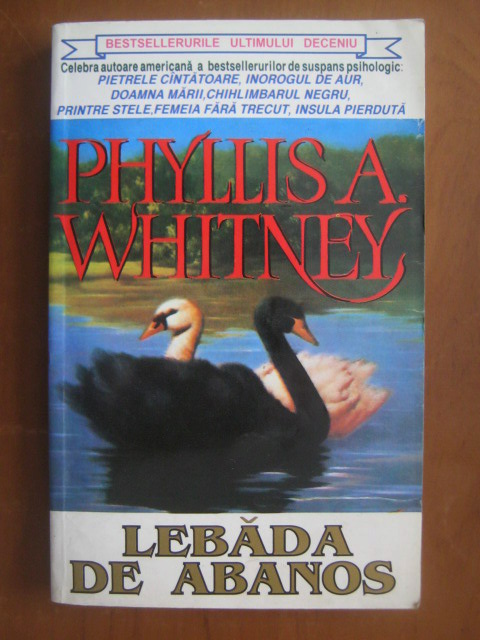 BESTSELLERURILE ULTIMULUI DECENIU
Celebra autoare americană a bestsellerurilor de suspans psihologic:
PIETRELE CÎNTĂTOARE, INOROGUL DE AUR,
DOAMNA MĂRII, CHIHLIMBARUL NEGRU,
PRINTRE STELE, FEMEIA FĂRĂ TRECUT, INSULA PIERDUTĂ
PHYLLIS A.
WHITNEY
LEBĂDA
DE ABANOS